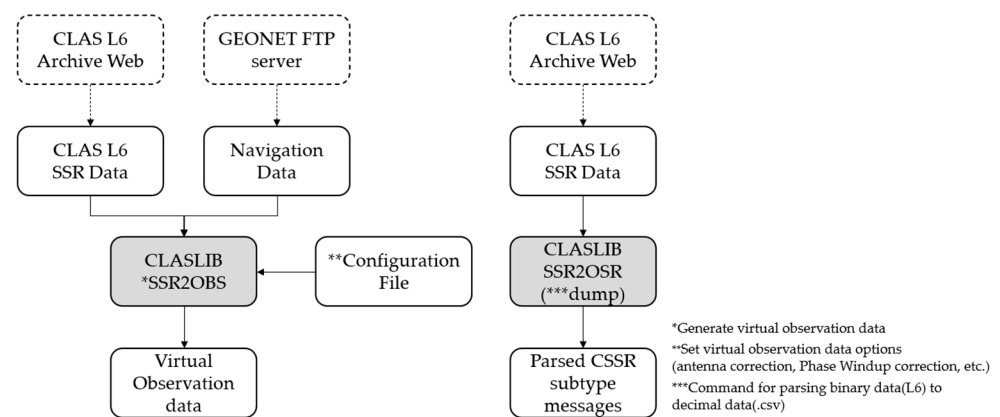 CLAS L6
Archive Web
GEONET FTP
server
CLAS L6
Archive Web
CLAS L6
SSR Data
Navigation
Data
CLAS L6
SSR Data
CLASLIB
*SSR2OBS
**Configuration
File
CLASLIB
SSR2OSR
(***dump)
Virtual
Observation
data
Parsed CSSR
subtype
messages
*Generate virtual observation data
**Set virtual observation data options
(antenna correction, Phase Windup correction, etc.)
***Command for parsing binary data(L6) to
decimal data(.csv)